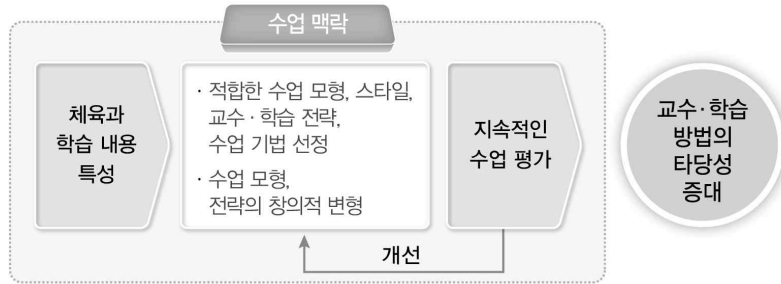 수업 맥락
체육과
학습 내용
특성
· 적합한 수업 모형, 스타일,
교수 · 학습 전략,
수업 기법 선정
· 수업 모형,
전략의 창의적 변형
지속적인
수업 평가
개선
교수 · 학습
방법의
타당성
증대